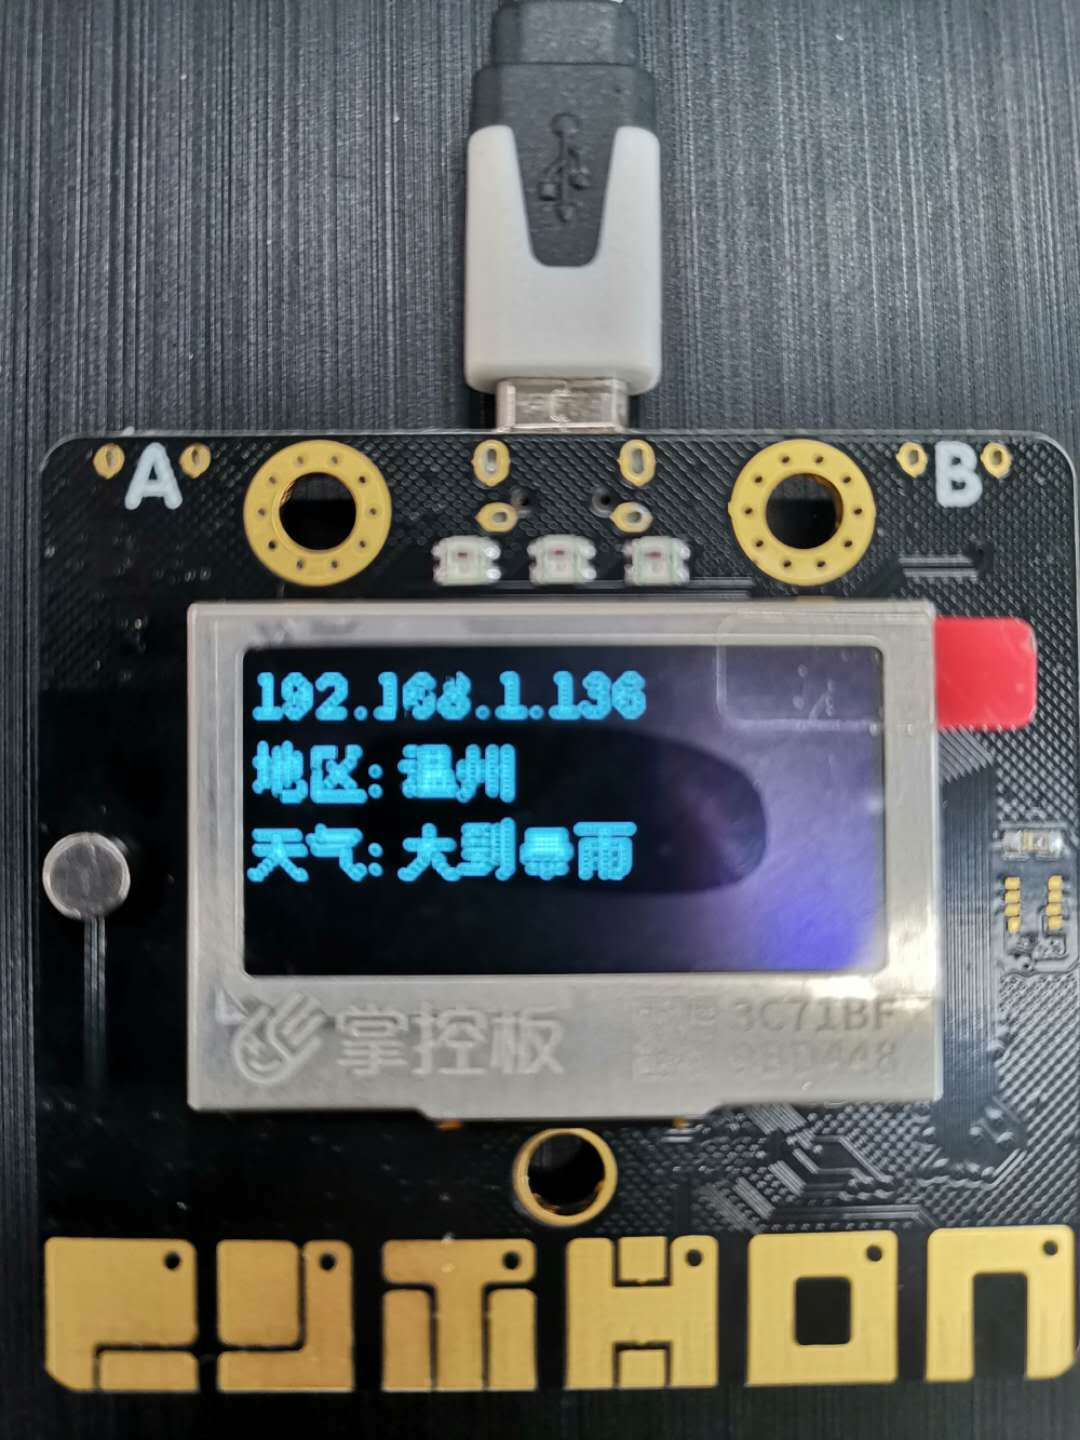 A B
192.168.1.136
地区: 温州
天气: 大到暴雨
掌控板 3C71BF
9BD448
PYTHON